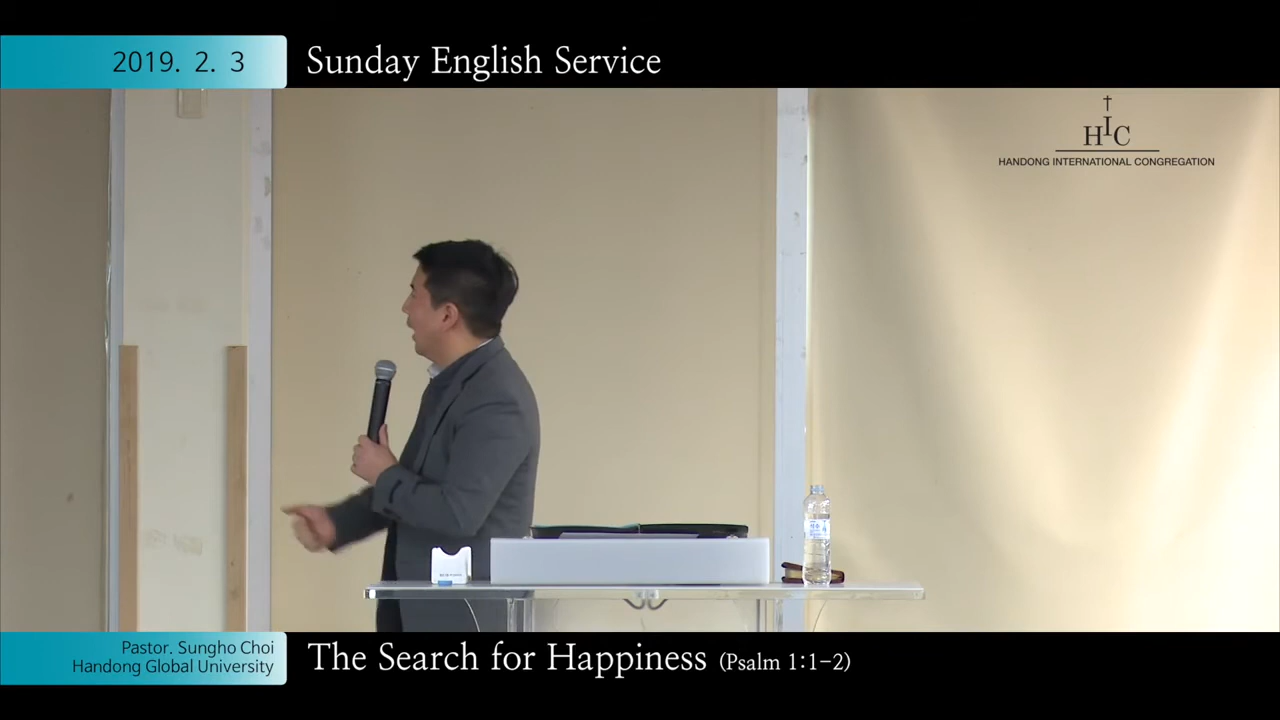 2019. 2. 3
Sunday English Service
HIC
HANDONG INTERNATIONAL CONGREGATION
Pastor. Sungho Choi
Handong Global University
The Search for Happiness (Psalm 1:1-2)